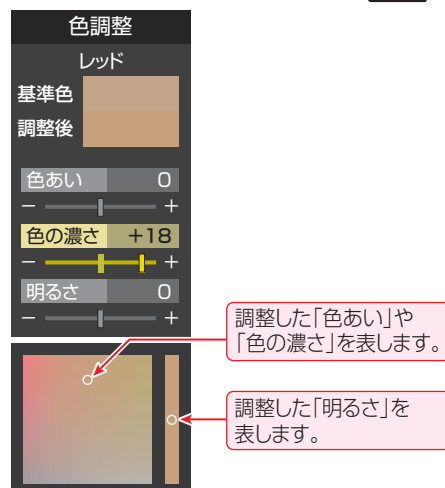 色調整
レッド
基準色
調整後
色あい 0
− +
色の濃さ +18
− +
明るさ 0
− +
調整した「色あい」や
「色の濃さ」を表します。
調整した「明るさ」を
表します。